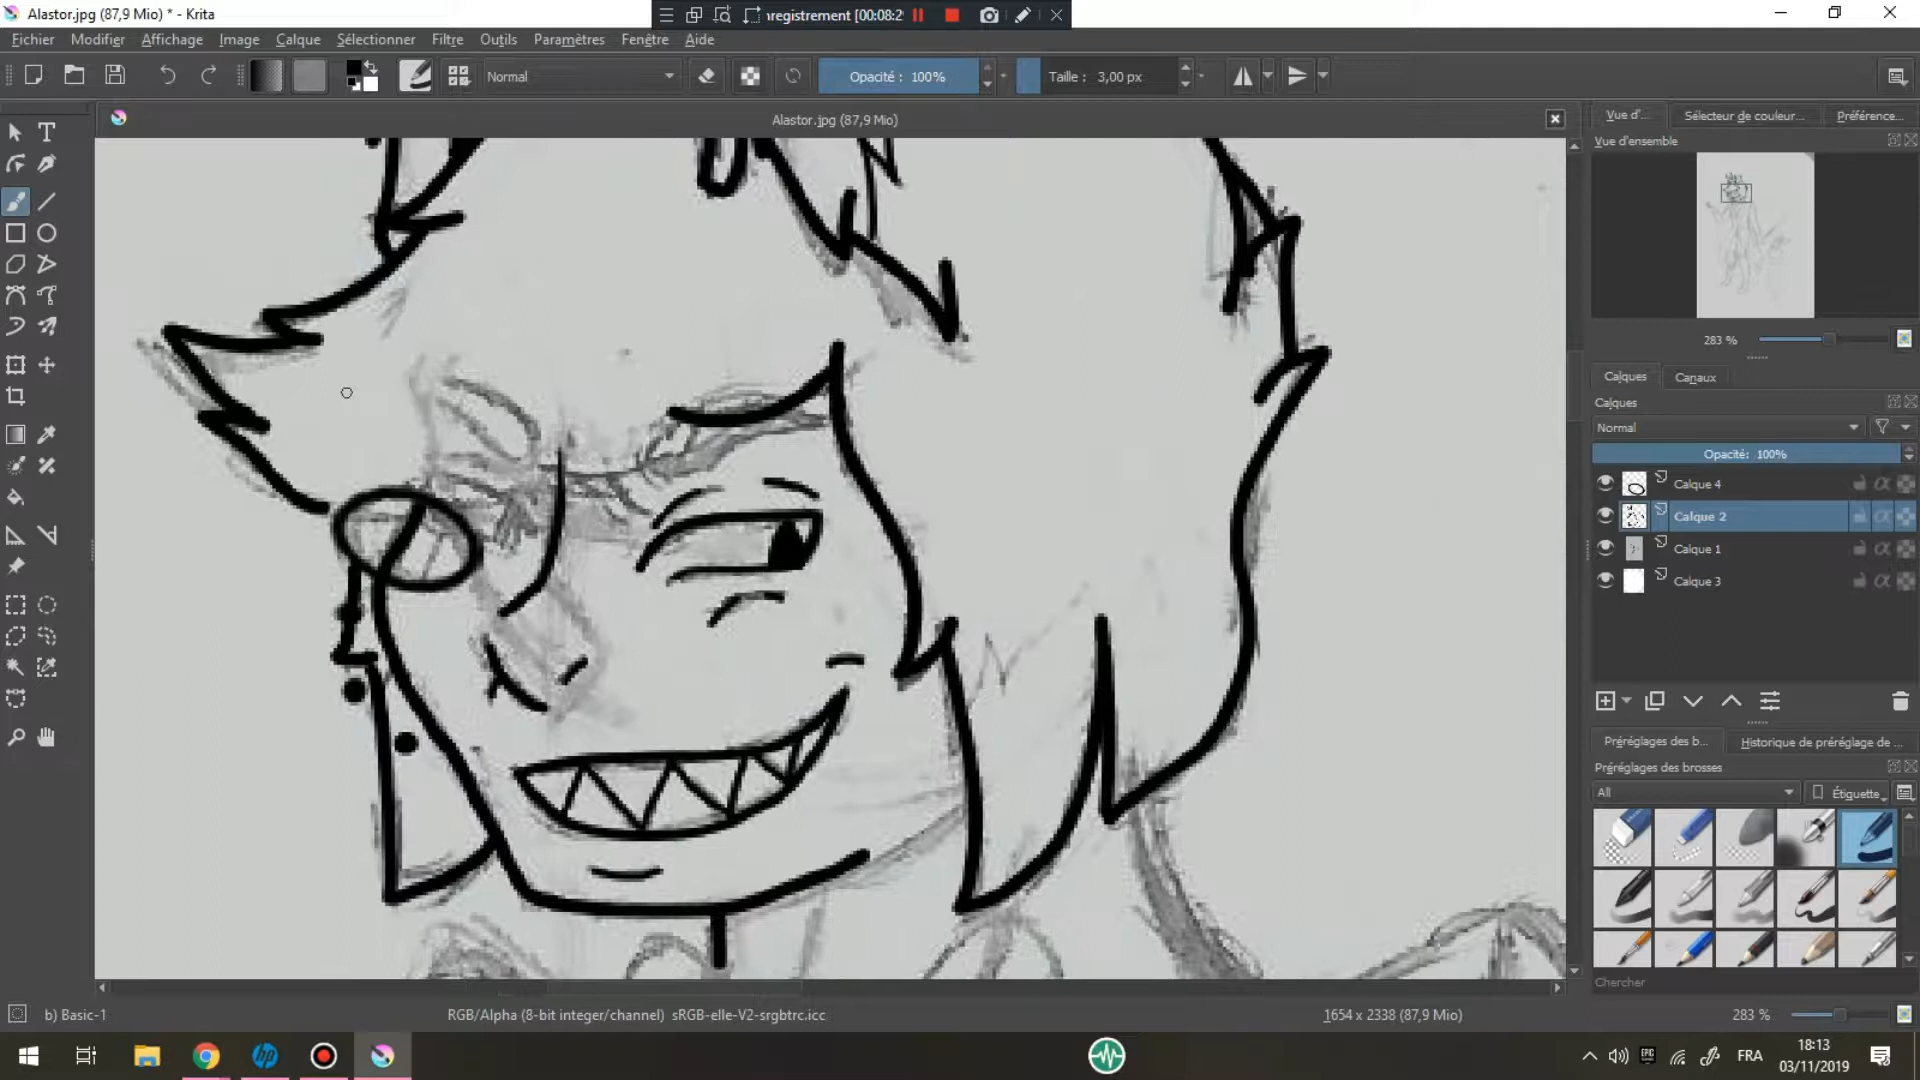 Alastor.jpg (87,9 Mio) * - Krita
nregistrement [00:08:2
Fichier Modifier Affichage Image Calque Sélectionner Filtre Outils Paramètres Fenêtre Aide
Normal Opacité : 100% Taille : 3,00 px
Alastor.jpg (87,9 Mio)
Vue d'... Sélecteur de couleur... Préférence...
Vue d'ensemble
283 %
Calques Canaux
Calques
Normal
Opacité: 100%
Calque 4
Calque 2
Calque 1
Calque 3
Préréglages des b... Historique de préréglage de ...
Préréglages des brosses
All Étiquette
Chercher
b) Basic-1 RGB/Alpha (8-bit integer/channel) sRGB-elle-V2-srgbtrc.icc 1654 x 2338 (87,9 Mio) 283 %
hp EPIC FRA 18:13
03/11/2019